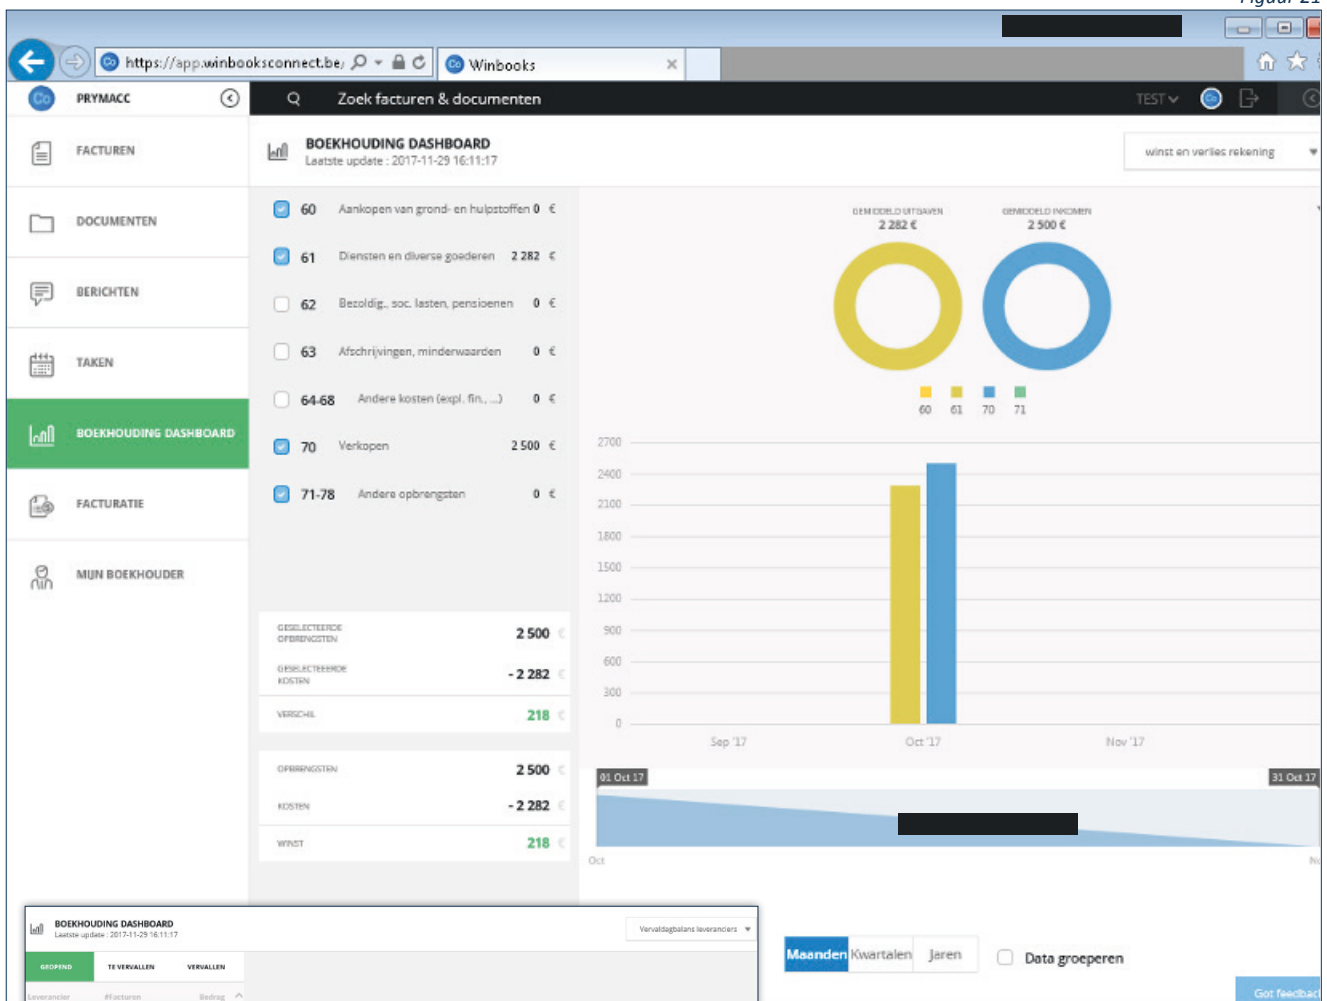 Figuur 21
https://app.winbooksconnect.be/
Winbooks
PRYMACC
Zoek facturen & documenten
TEST
FACTUREN
BOEKHOUDING DASHBOARD
Laatste update : 2017-11-29 16:11:17
winst en verlies rekening
DOCUMENTEN
BERICHTEN
TAKEN
BOEKHOUDING DASHBOARD
FACTURATIE
MIJN BOEKHOUDER
60 Aankopen van grond- en hulpstoffen 0 €
61 Diensten en diverse goederen 2 282 €
62 Bezoldig., soc. lasten, pensioenen 0 €
63 Afschrijvingen, minderwaarden 0 €
64-68 Andere kosten (expl. fin., ...) 0 €
70 Verkopen 2 500 €
71-78 Andere opbrengsten 0 €
GESELECTEERDE
OPBRENGSTEN 2 500 €
GESELECTEERDE
KOSTEN - 2 282 €
VERSCHIL 218 €
OPBRENGSTEN 2 500 €
KOSTEN - 2 282 €
WINST 218 €
GEMIDDELD UITGAVEN
2 282 €
GEMIDDELD INKOMEN
2 500 €
60 61 70 71
2700
2400
2100
1800
1500
1200
900
600
300
0
Sep '17 Oct '17 Nov '17
01 Oct 17 31 Oct 17
Oct
BOEKHOUDING DASHBOARD
Laatste update : 2017-11-29 16:11:17
Vervaldagbalans leveranciers
GEOPEND TE VERVALLEN VERVALLEN
Leverancier #Facturen Bedrag
Maanden Kwartalen Jaren Data groeperen
Got feedback